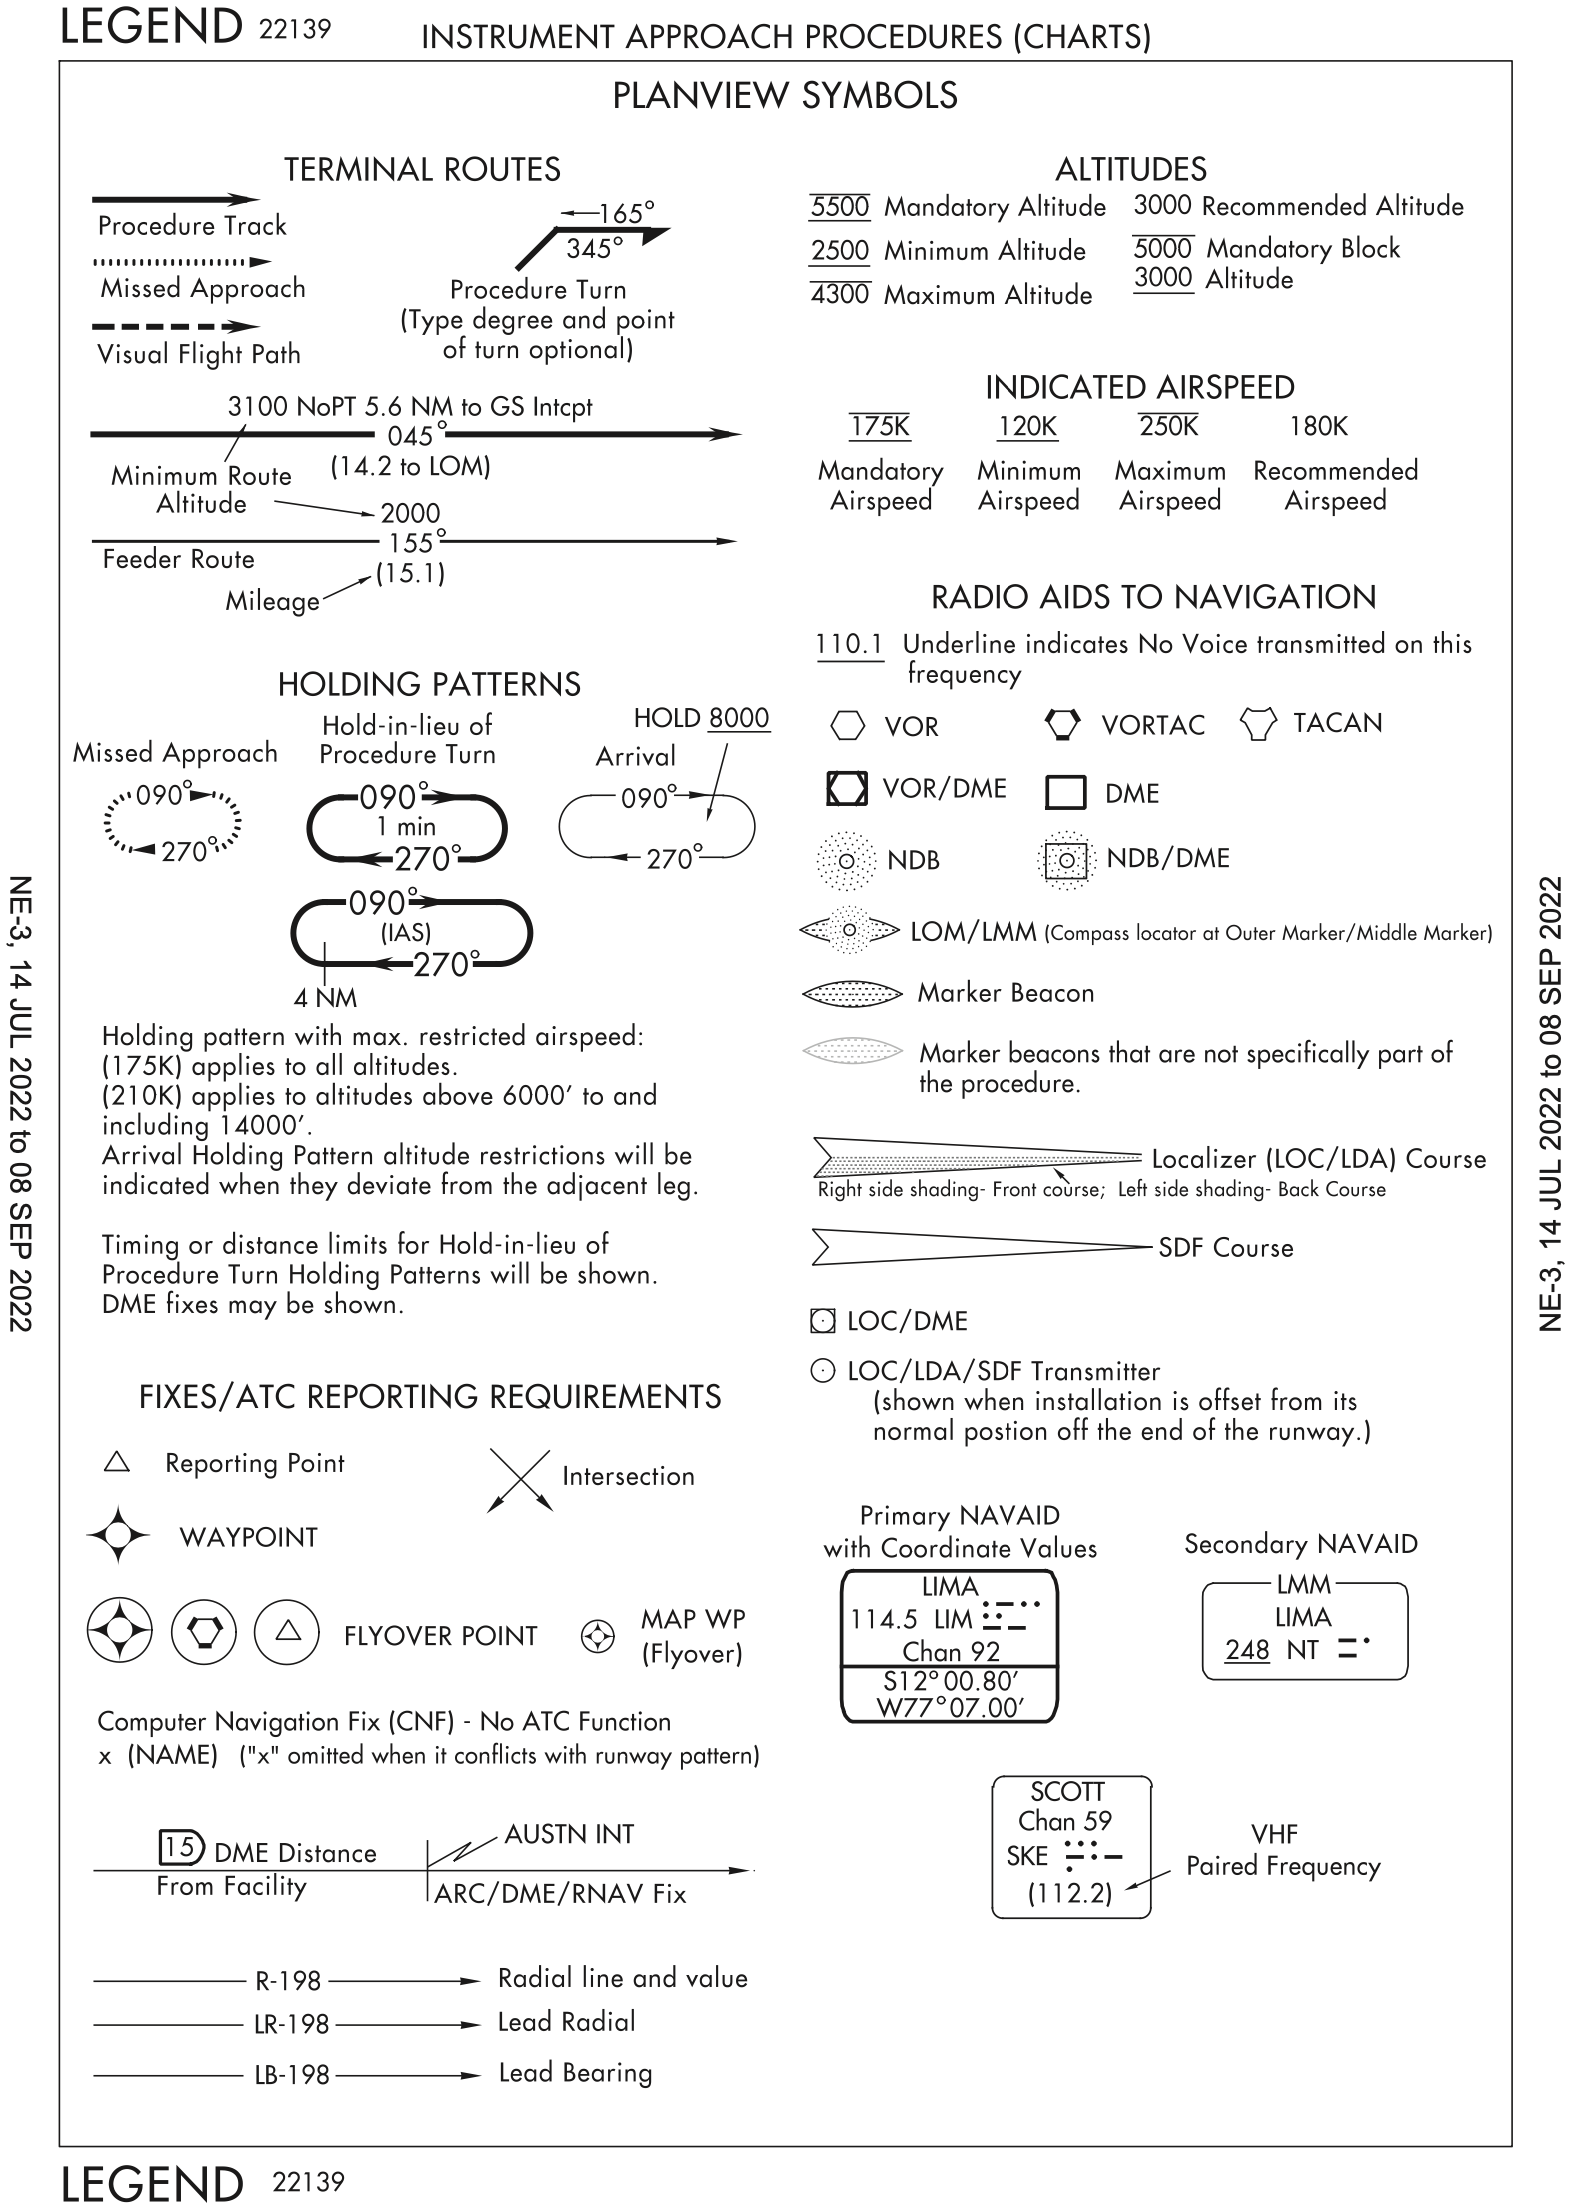 LEGEND 22139
INSTRUMENT APPROACH PROCEDURES (CHARTS)
PLANVIEW SYMBOLS
TERMINAL ROUTES
Procedure Track
Missed Approach
Visual Flight Path
165°
345°
Procedure Turn
(Type degree and point
of turn optional)
3100 NoPT 5.6 NM to GS Intcpt
045°
(14.2 to LOM)
Minimum Route
Altitude
2000
155°
Feeder Route
(15.1)
Mileage
HOLDING PATTERNS
Missed Approach
090°
270°
Hold-in-lieu of
Procedure Turn
090°
1 min
270°
HOLD 8000
Arrival
090°
270°
090°
(IAS)
270°
4 NM
Holding pattern with max. restricted airspeed:
(175K) applies to all altitudes.
(210K) applies to altitudes above 6000′ to and
including 14000′.
Arrival Holding Pattern altitude restrictions will be
indicated when they deviate from the adjacent leg.
Timing or distance limits for Hold-in-lieu of
Procedure Turn Holding Patterns will be shown.
DME fixes may be shown.
FIXES/ATC REPORTING REQUIREMENTS
Reporting Point
Intersection
WAYPOINT
FLYOVER POINT
MAP WP
(Flyover)
Computer Navigation Fix (CNF) - No ATC Function
x (NAME) ("x" omitted when it conflicts with runway pattern)
15 DME Distance
From Facility
AUSTN INT
ARC/DME/RNAV Fix
R-198 Radial line and value
LR-198 Lead Radial
LB-198 Lead Bearing
ALTITUDES
5500 Mandatory Altitude
2500 Minimum Altitude
4300 Maximum Altitude
3000 Recommended Altitude
5000 Mandatory Block
3000 Altitude
INDICATED AIRSPEED
175K 120K 250K 180K
Mandatory Minimum Maximum Recommended
Airspeed Airspeed Airspeed Airspeed
RADIO AIDS TO NAVIGATION
110.1 Underline indicates No Voice transmitted on this
frequency
VOR VORTAC TACAN
VOR/DME DME
NDB NDB/DME
LOM/LMM (Compass locator at Outer Marker/Middle Marker)
Marker Beacon
Marker beacons that are not specifically part of
the procedure.
Localizer (LOC/LDA) Course
Right side shading- Front course; Left side shading- Back Course
SDF Course
LOC/DME
LOC/LDA/SDF Transmitter
(shown when installation is offset from its
normal postion off the end of the runway.)
Primary NAVAID
with Coordinate Values
LIMA
114.5 LIM
Chan 92
S12°00.80′
W77°07.00′
Secondary NAVAID
LMM
LIMA
248 NT
SCOTT
Chan 59
SKE
(112.2)
VHF
Paired Frequency
NE-3, 14 JUL 2022 to 08 SEP 2022
NE-3, 14 JUL 2022 to 08 SEP 2022
LEGEND 22139